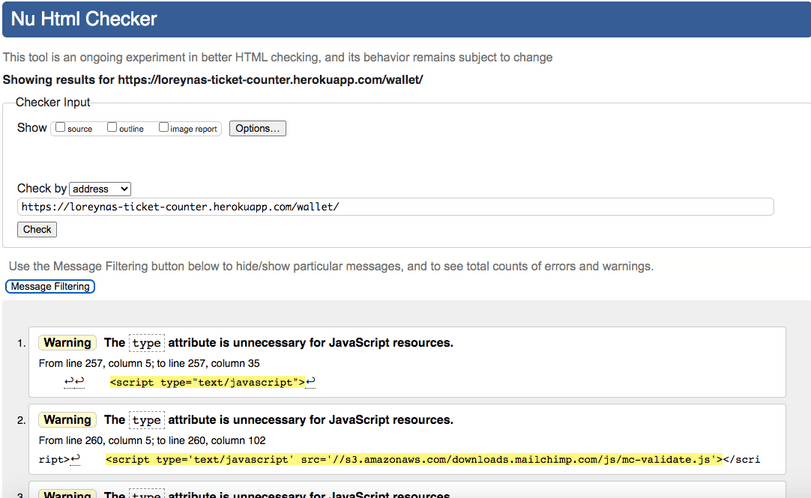 Nu Html Checker
This tool is an ongoing experiment in better HTML checking, and its behavior remains subject to change
Showing results for https://loreynas-ticket-counter.herokuapp.com/wallet/
Checker Input
Show source outline image report Options...
Check by address
https://loreynas-ticket-counter.herokuapp.com/wallet/
Check
Use the Message Filtering button below to hide/show particular messages, and to see total counts of errors and warnings.
Message Filtering
1. Warning The type attribute is unnecessary for JavaScript resources.
From line 257, column 5; to line 257, column 35
↩↩ <script type="text/javascript">↩
2. Warning The type attribute is unnecessary for JavaScript resources.
From line 260, column 5; to line 260, column 102
ript>↩ <script type='text/javascript' src='//s3.amazonaws.com/downloads.mailchimp.com/js/mc-validate.js'></scri
3. Warning The type attribute is unnecessary for JavaScript resources.